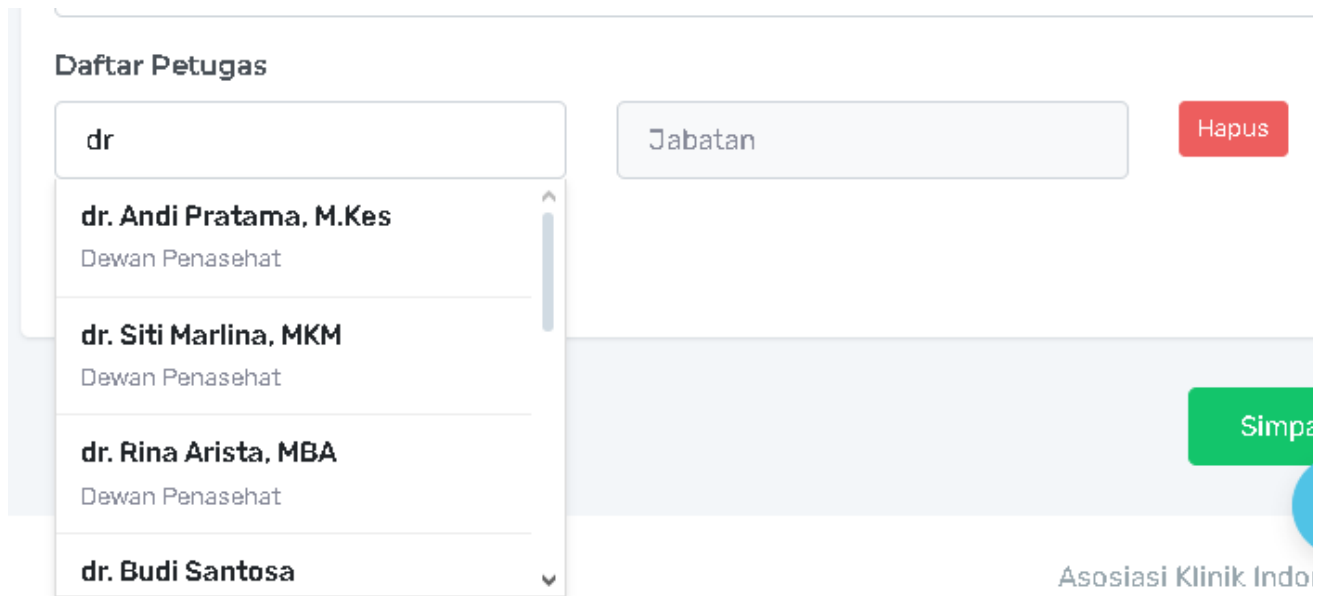 Daftar Petugas
dr
Jabatan
Hapus
dr. Andi Pratama, M.Kes
Dewan Penasehat
dr. Siti Marlina, MKM
Dewan Penasehat
dr. Rina Arista, MBA
Dewan Penasehat
dr. Budi Santosa
Simpa
Asosiasi Klinik Indo